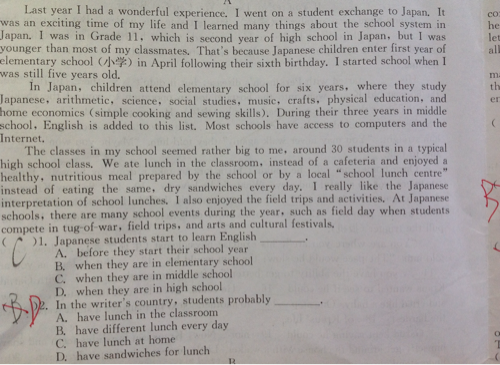 A
Last year I had a wonderful experience. I went on a student exchange to Japan. It
was an exciting time of my life and I learned many things about the school system in
Japan. I was in Grade 11, which is second year of high school in Japan, but I was
younger than most of my classmates. That's because Japanese children enter first year of
elementary school (小学) in April following their sixth birthday. I started school when I
was still five years old.
In Japan, children attend elementary school for six years, where they study
Japanese, arithmetic, science, social studies, music, crafts, physical education, and
home economics (simple cooking and sewing skills). During their three years in middle
school, English is added to this list. Most schools have access to computers and the
Internet.
The classes in my school seemed rather big to me, around 30 students in a typical
high school class. We ate lunch in the classroom, instead of a cafeteria and enjoyed a
healthy, nutritious meal prepared by the school or by a local "school lunch centre"
instead of eating the same, dry sandwiches every day. I really like the Japanese
interpretation of school lunches. I also enjoyed the field trips and activities. At Japanese
schools, there are many school events during the year, such as field day when students
compete in tug-of-war, field trips, and arts and cultural festivals.
( C )1. Japanese students start to learn English ______.
A. before they start their school year
B. when they are in elementary school
C. when they are in middle school
D. when they are in high school
( B D )2. In the writer's country, students probably ______.
A. have lunch in the classroom
B. have different lunch every day
C. have lunch at home
D. have sandwiches for lunch
B